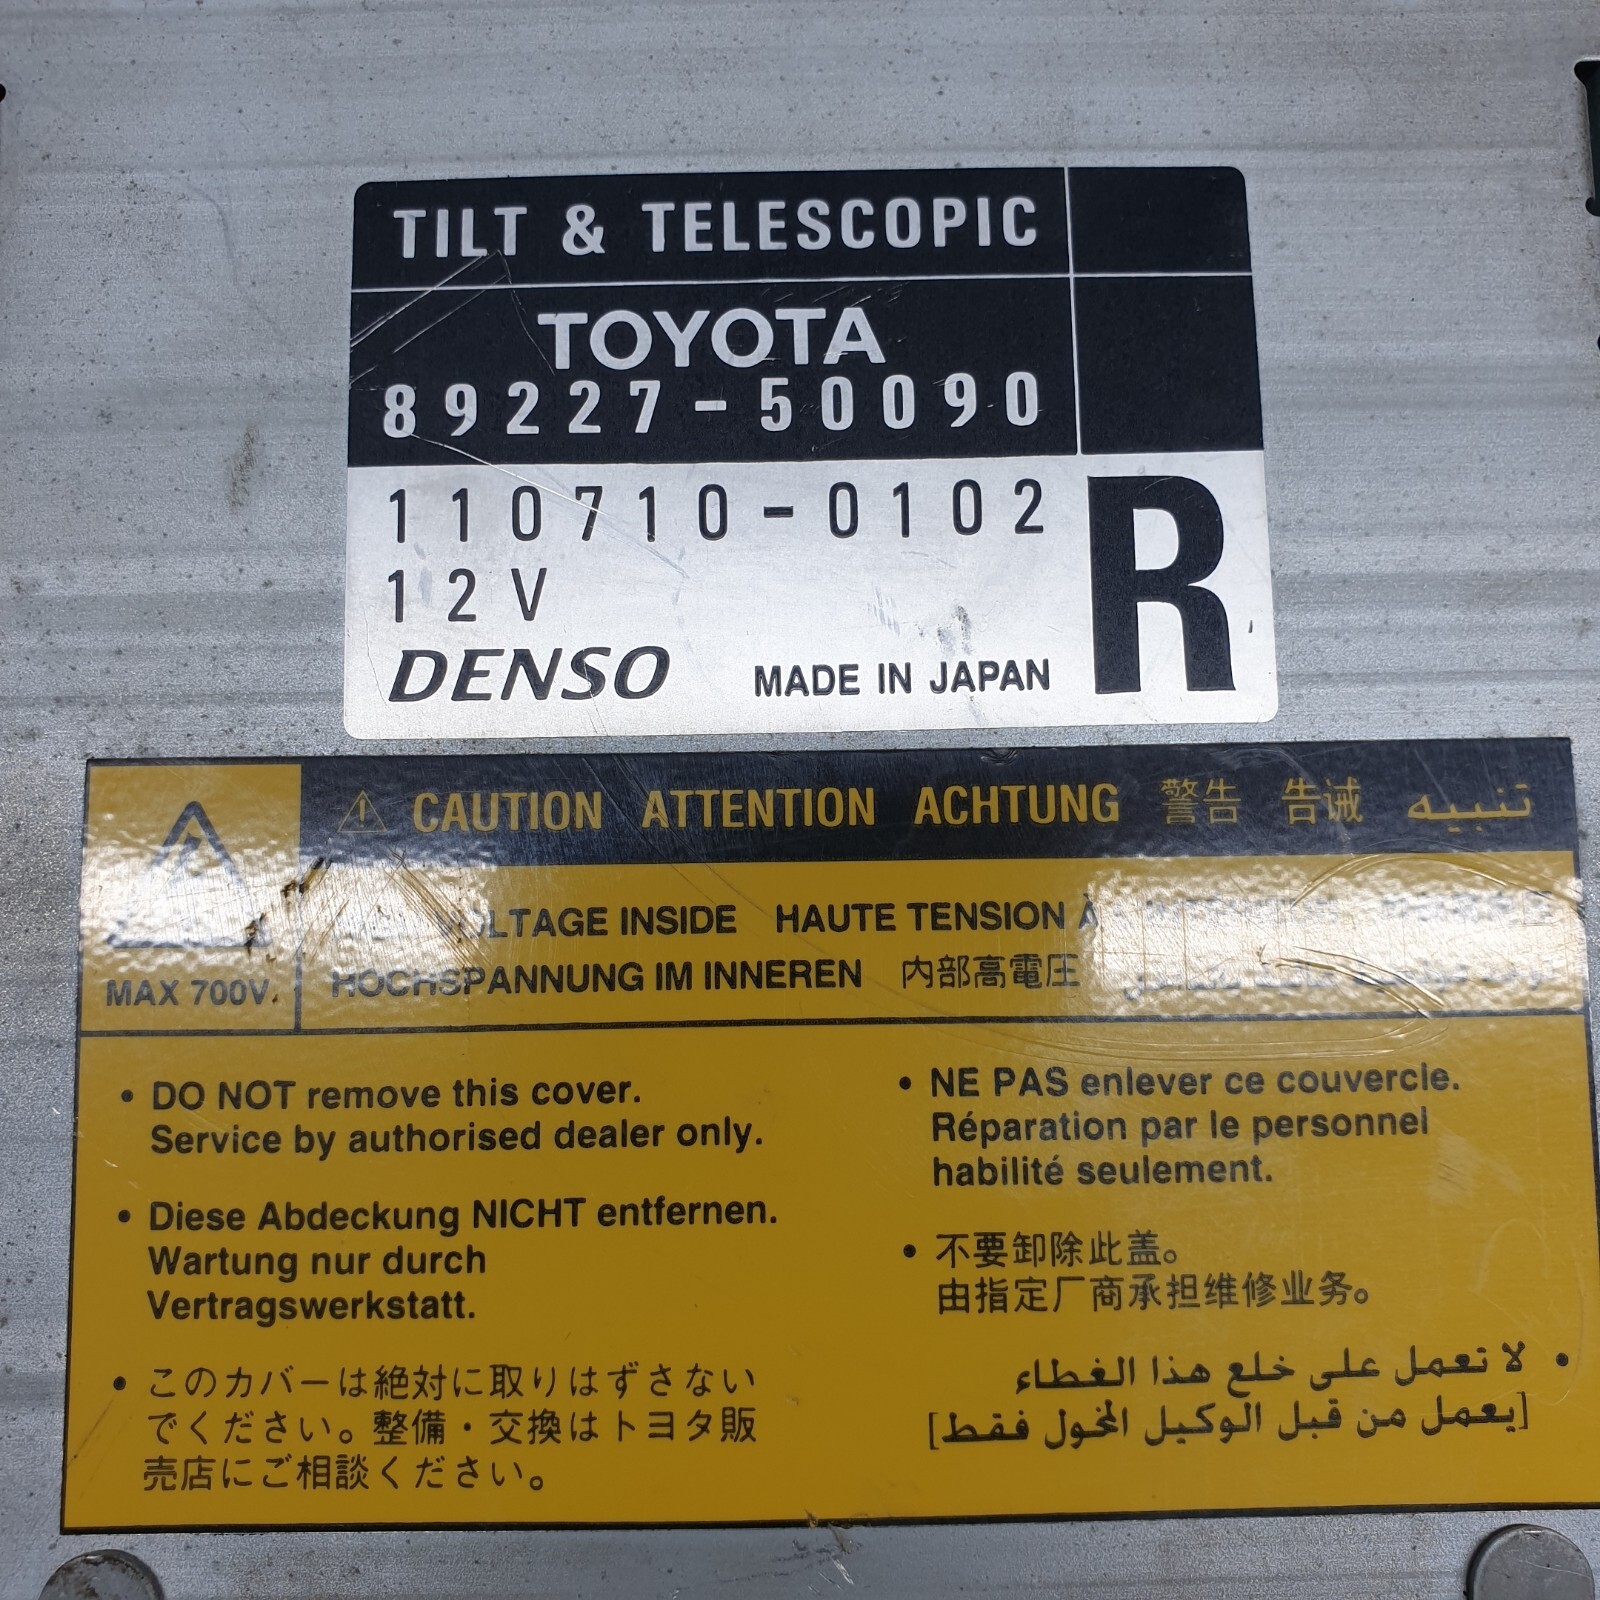 TILT & TELESCOPIC
TOYOTA
89227-50090
110710-0102
12V
DENSO MADE IN JAPAN
R
⚠ CAUTION ATTENTION ACHTUNG 警告 告诫 تنبيه
VOLTAGE INSIDE HAUTE TENSION À
HOCHSPANNUNG IM INNEREN 内部高電圧
MAX 700V
• DO NOT remove this cover.
Service by authorised dealer only.
• Diese Abdeckung NICHT entfernen.
Wartung nur durch
Vertragswerkstatt.
• このカバーは絶対に取りはずさない
でください。整備・交換はトヨタ販
売店にご相談ください。
• NE PAS enlever ce couvercle.
Réparation par le personnel
habilité seulement.
• 不要卸除此盖。
由指定厂商承担维修业务。
• لا تعمل على خلع هذا الغطاء
[يعمل من قبل الوكيل المخول فقط]